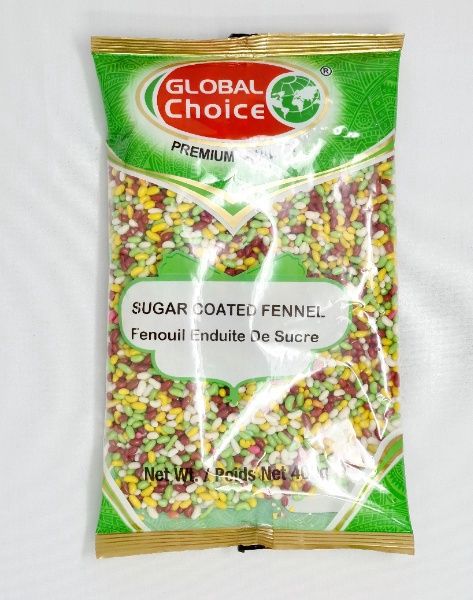 GLOBAL
Choice ®
PREMIUM
SUGAR COATED FENNEL
Fenouil Enduite De Sucre
Net Wt. / Poids Net